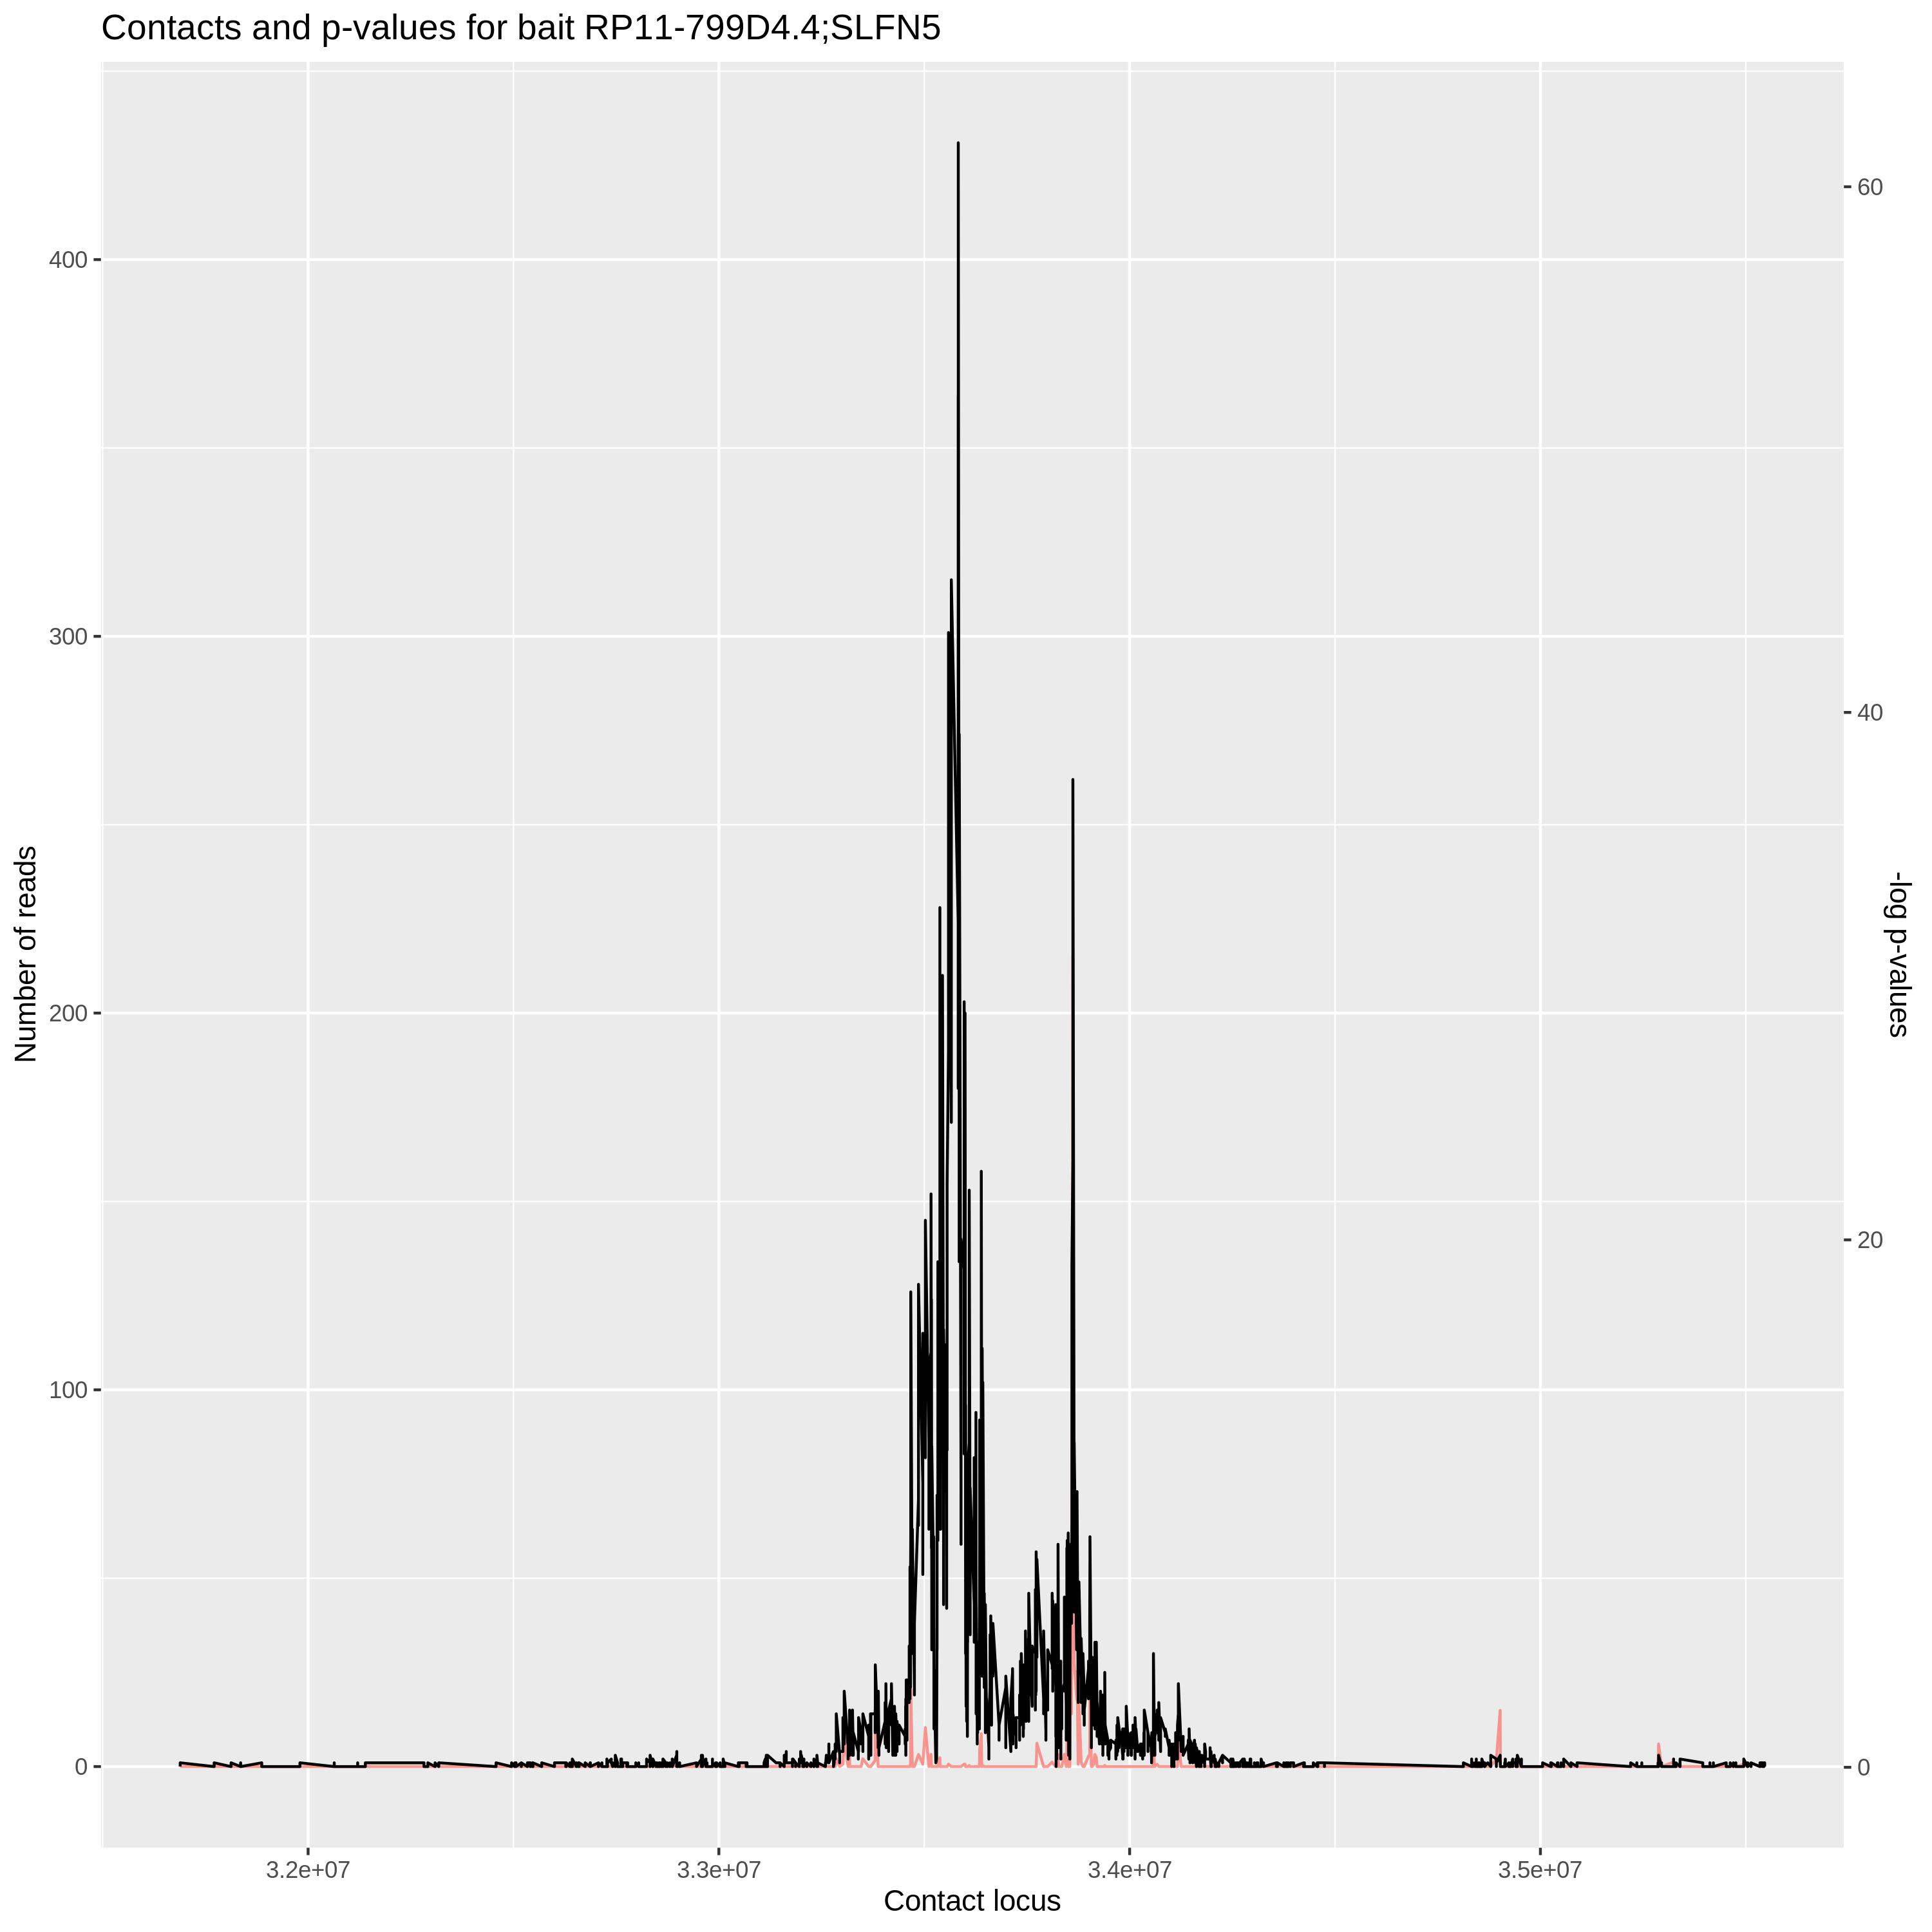 Contacts and p-values for bait RP11-799D4.4;SLFN5
400
300
200
100
0
Number of reads
60
40
20
0
-log p-values
3.2e+07
3.3e+07
3.4e+07
3.5e+07
Contact locus